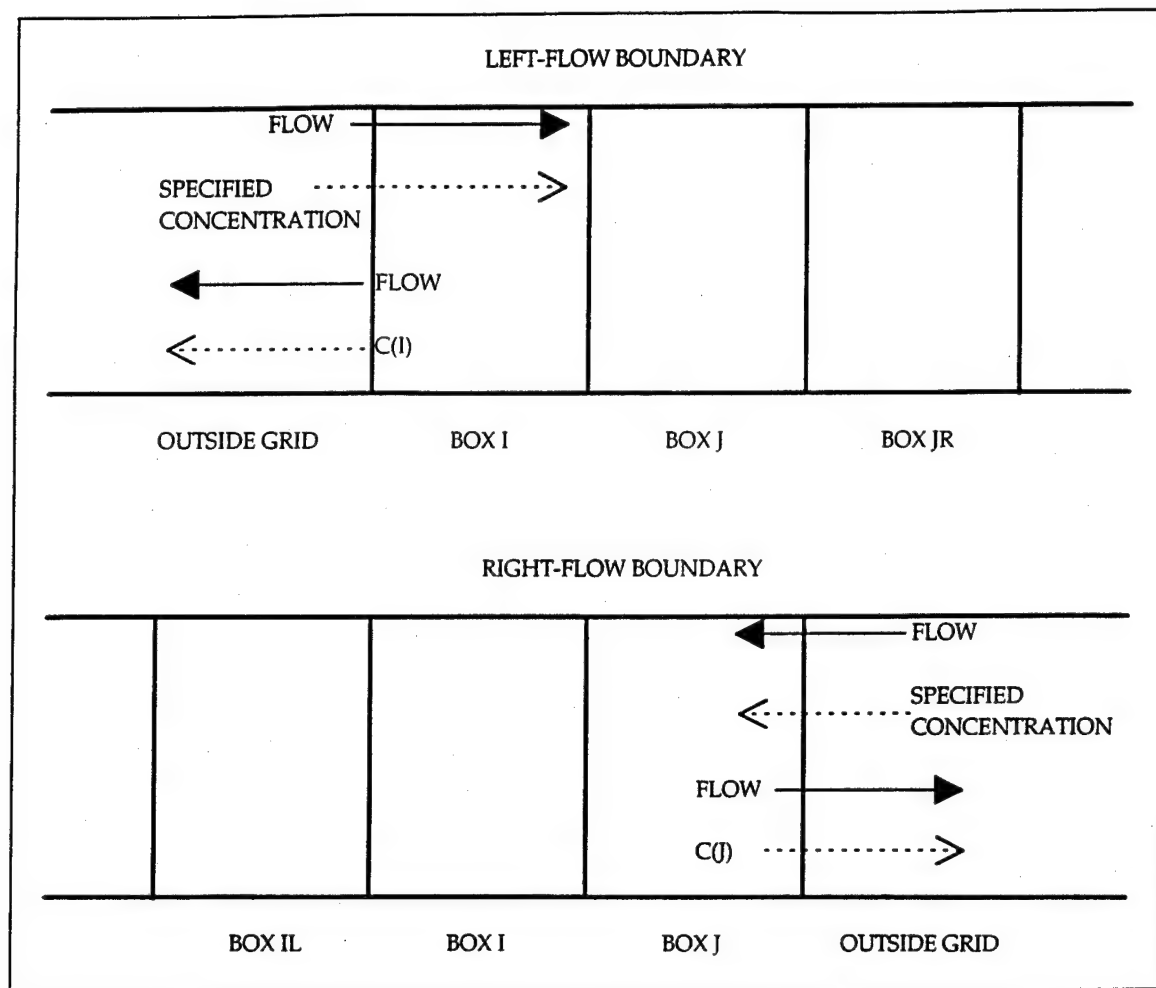 LEFT-FLOW BOUNDARY
FLOW
SPECIFIED
CONCENTRATION
FLOW
C(I)
OUTSIDE GRID BOX I BOX J BOX JR
RIGHT-FLOW BOUNDARY
FLOW
SPECIFIED
CONCENTRATION
FLOW
C(J)
BOX IL BOX I BOX J OUTSIDE GRID